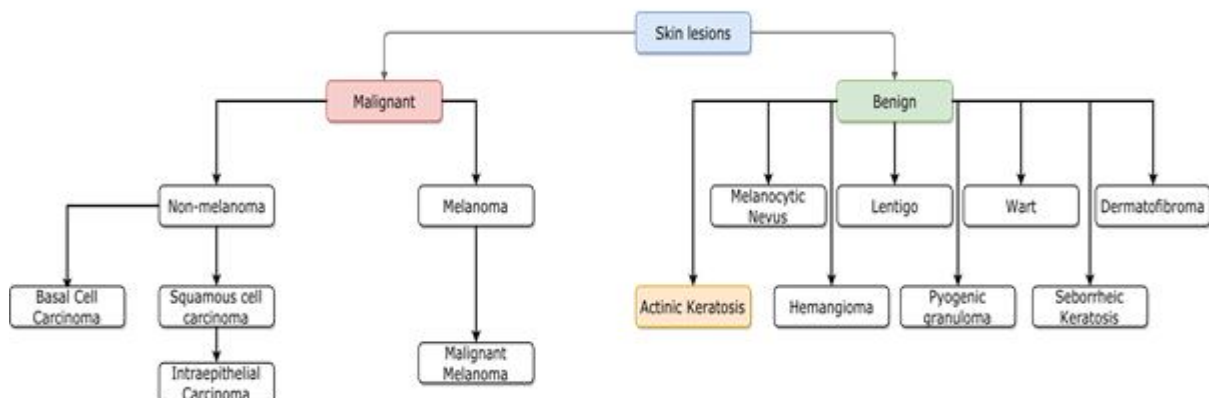 Skin lesions
Malignant
Benign
Non-melanoma
Melanoma
Melanocytic
Nevus
Lentigo
Wart
Dermatofibroma
Basal Cell
Carcinoma
Squamous cell
carcinoma
Actinic Keratosis
Hemangioma
Pyogenic
granuloma
Seborrheic
Keratosis
Malignant
Melanoma
Intraepithelial
Carcinoma